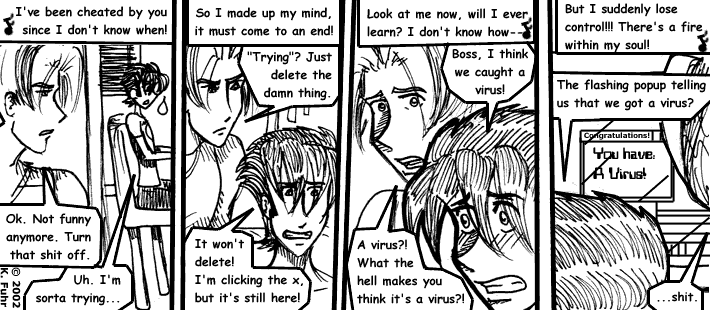 I've been cheated by you
since I don't know when!
Ok. Not funny
anymore. Turn
that shit off.
Uh. I'm
sorta trying...
© 2002
K. Fuhr
So I made up my mind,
it must come to an end!
"Trying"? Just
delete the
damn thing.
It won't
delete!
I'm clicking the x,
but it's still here!
Look at me now, will I ever
learn? I don't know how--
Boss, I think
we caught a
virus!
A virus?!
What the
hell makes you
think it's a virus?!
But I suddenly lose
control!!! There's a fire
within my soul!
The flashing popup telling
us that we got a virus?
Congratulations!
You have:
A Virus!
...shit.